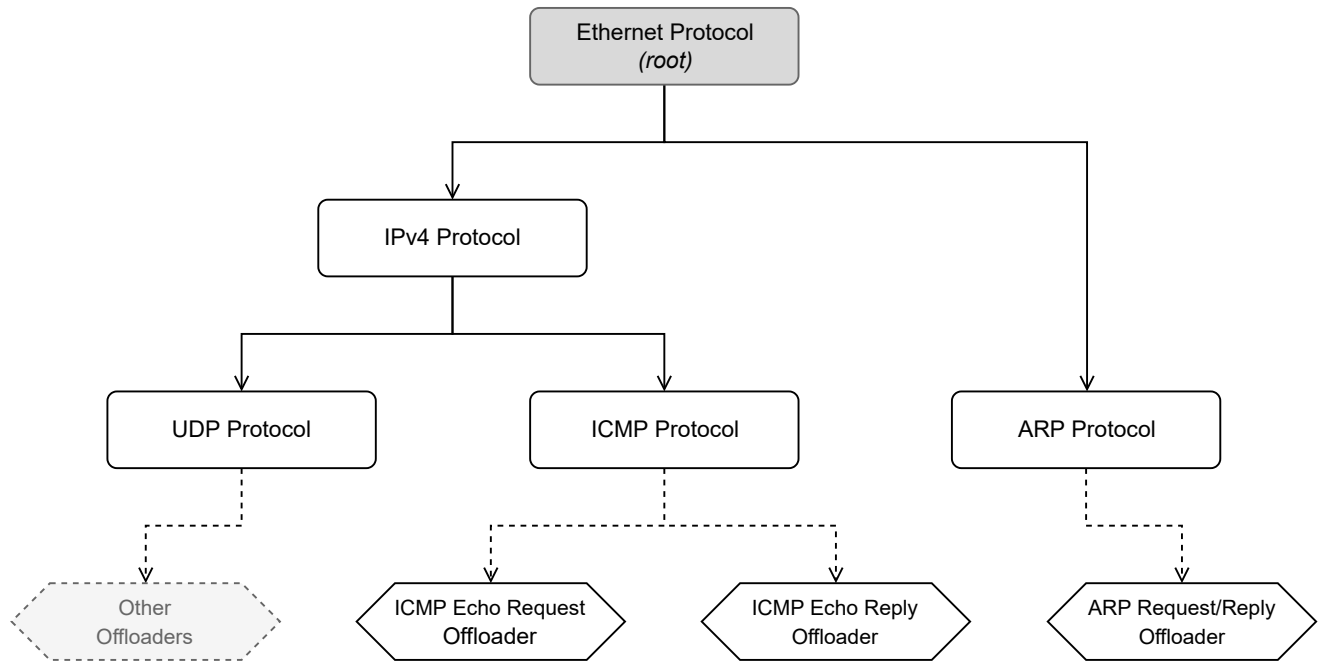 Ethernet Protocol
(root)
IPv4 Protocol
UDP Protocol
ICMP Protocol
ARP Protocol
Other
Offloaders
ICMP Echo Request
Offloader
ICMP Echo Reply
Offloader
ARP Request/Reply
Offloader